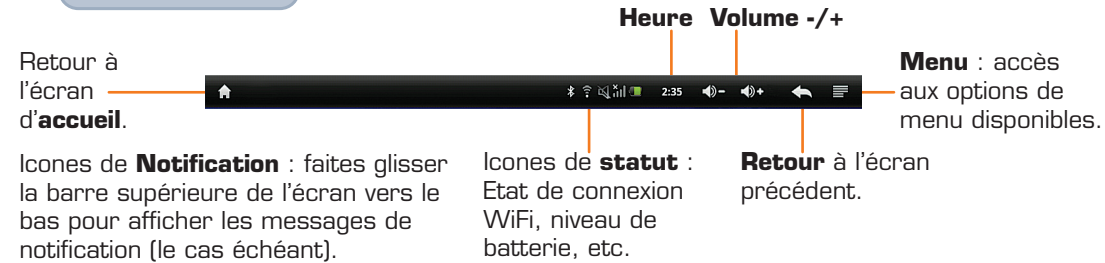 Heure Volume -/+
Retour à
l'écran
d'accueil.
2:35
Menu : accès
aux options de
menu disponibles.
Icones de Notification : faites glisser
la barre supérieure de l'écran vers le
bas pour afficher les messages de
notification (le cas échéant).
Icones de statut :
Etat de connexion
WiFi, niveau de
batterie, etc.
Retour à l'écran
précédent.